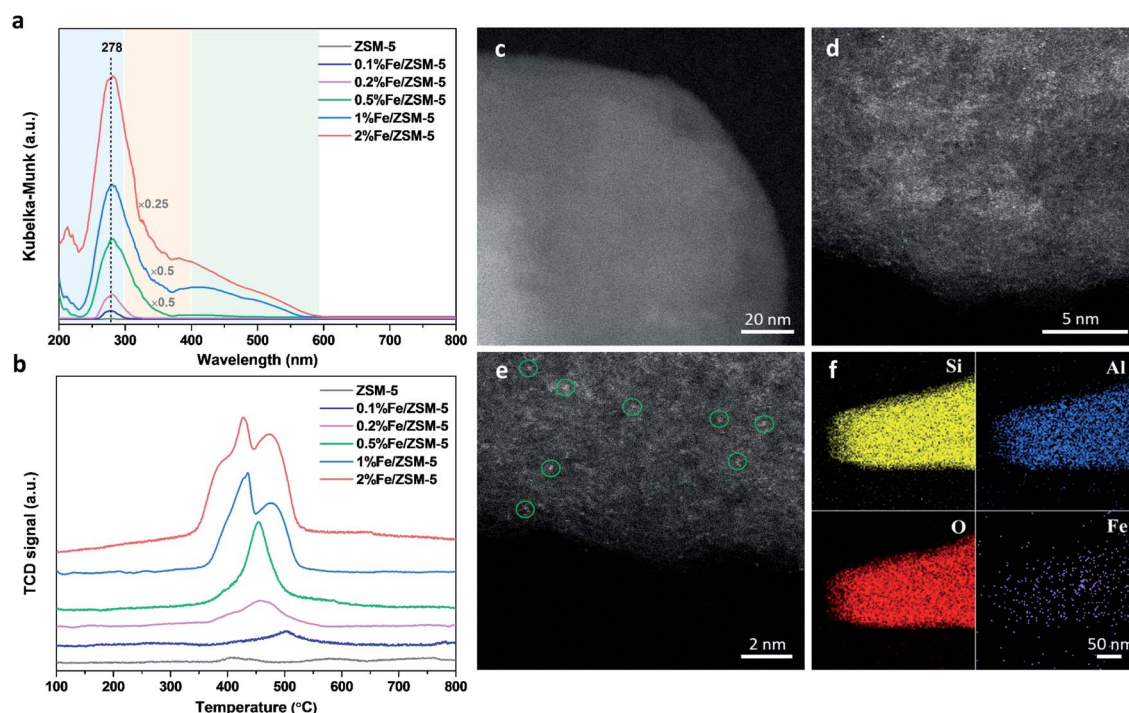 a
278
ZSM-5
0.1%Fe/ZSM-5
0.2%Fe/ZSM-5
0.5%Fe/ZSM-5
1%Fe/ZSM-5
2%Fe/ZSM-5
×0.25
×0.5
×0.5
Kubelka-Munk (a.u.)
200 300 400 500 600 700 800
Wavelength (nm)
b
ZSM-5
0.1%Fe/ZSM-5
0.2%Fe/ZSM-5
0.5%Fe/ZSM-5
1%Fe/ZSM-5
2%Fe/ZSM-5
TCD signal (a.u.)
100 200 300 400 500 600 700 800
Temperature (°C)
c
20 nm
d
5 nm
e
2 nm
f
Si
Al
O
Fe
50 nm